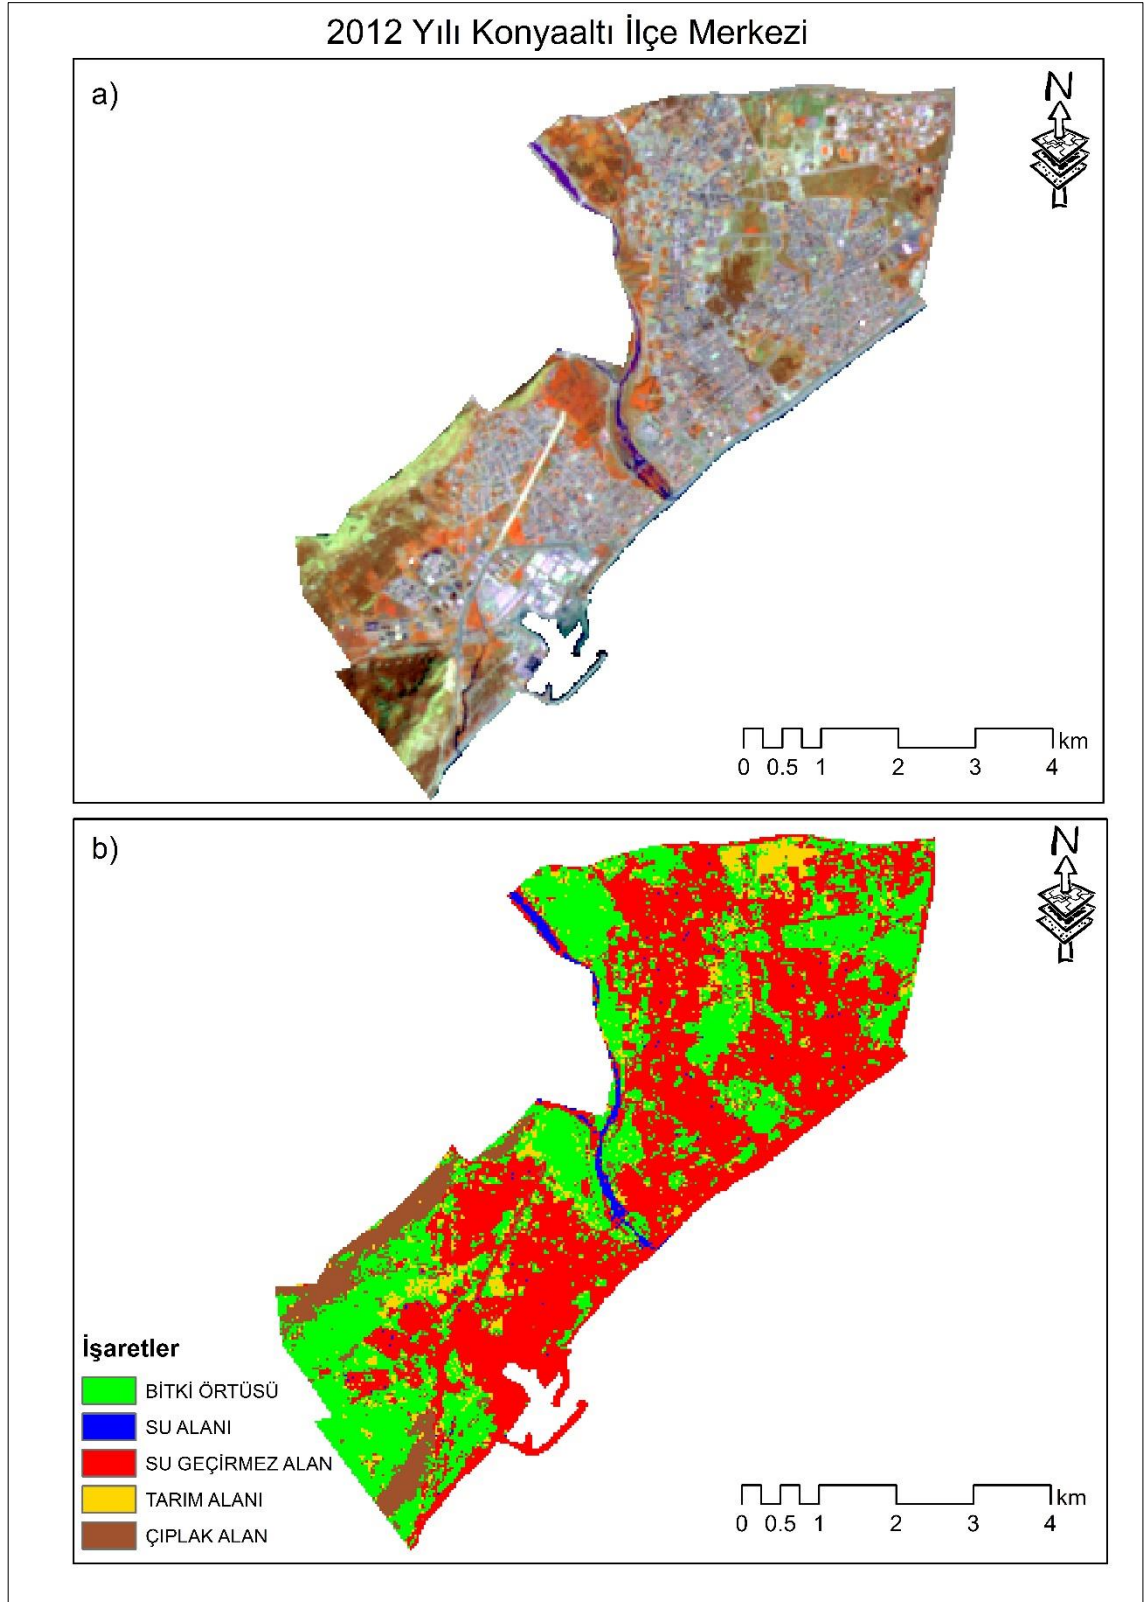 2012 Yılı Konyaaltı İlçe Merkezi
a)
N
km
0 0.5 1 2 3 4
b)
N
İşaretler
BİTKİ ÖRTÜSÜ
SU ALANI
SU GEÇİRMEZ ALAN
TARIM ALANI
ÇIPLAK ALAN
km
0 0.5 1 2 3 4